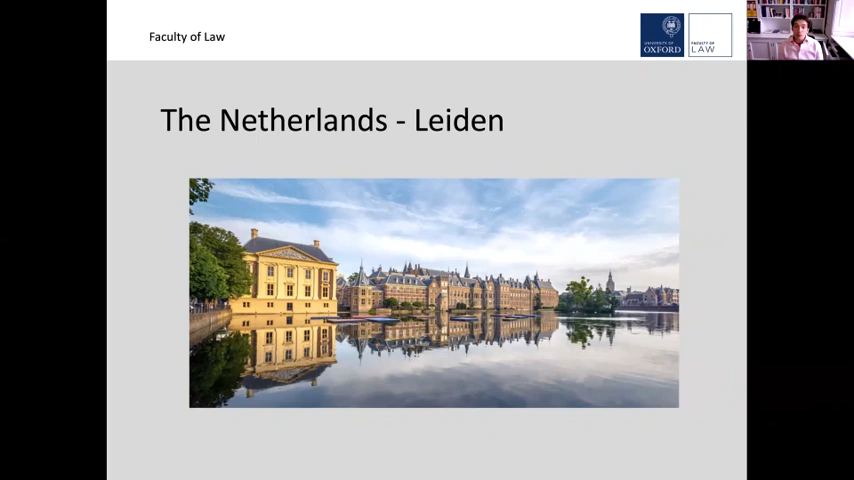 Faculty of Law
UNIVERSITY OF
OXFORD
FACULTY OF
LAW
The Netherlands - Leiden